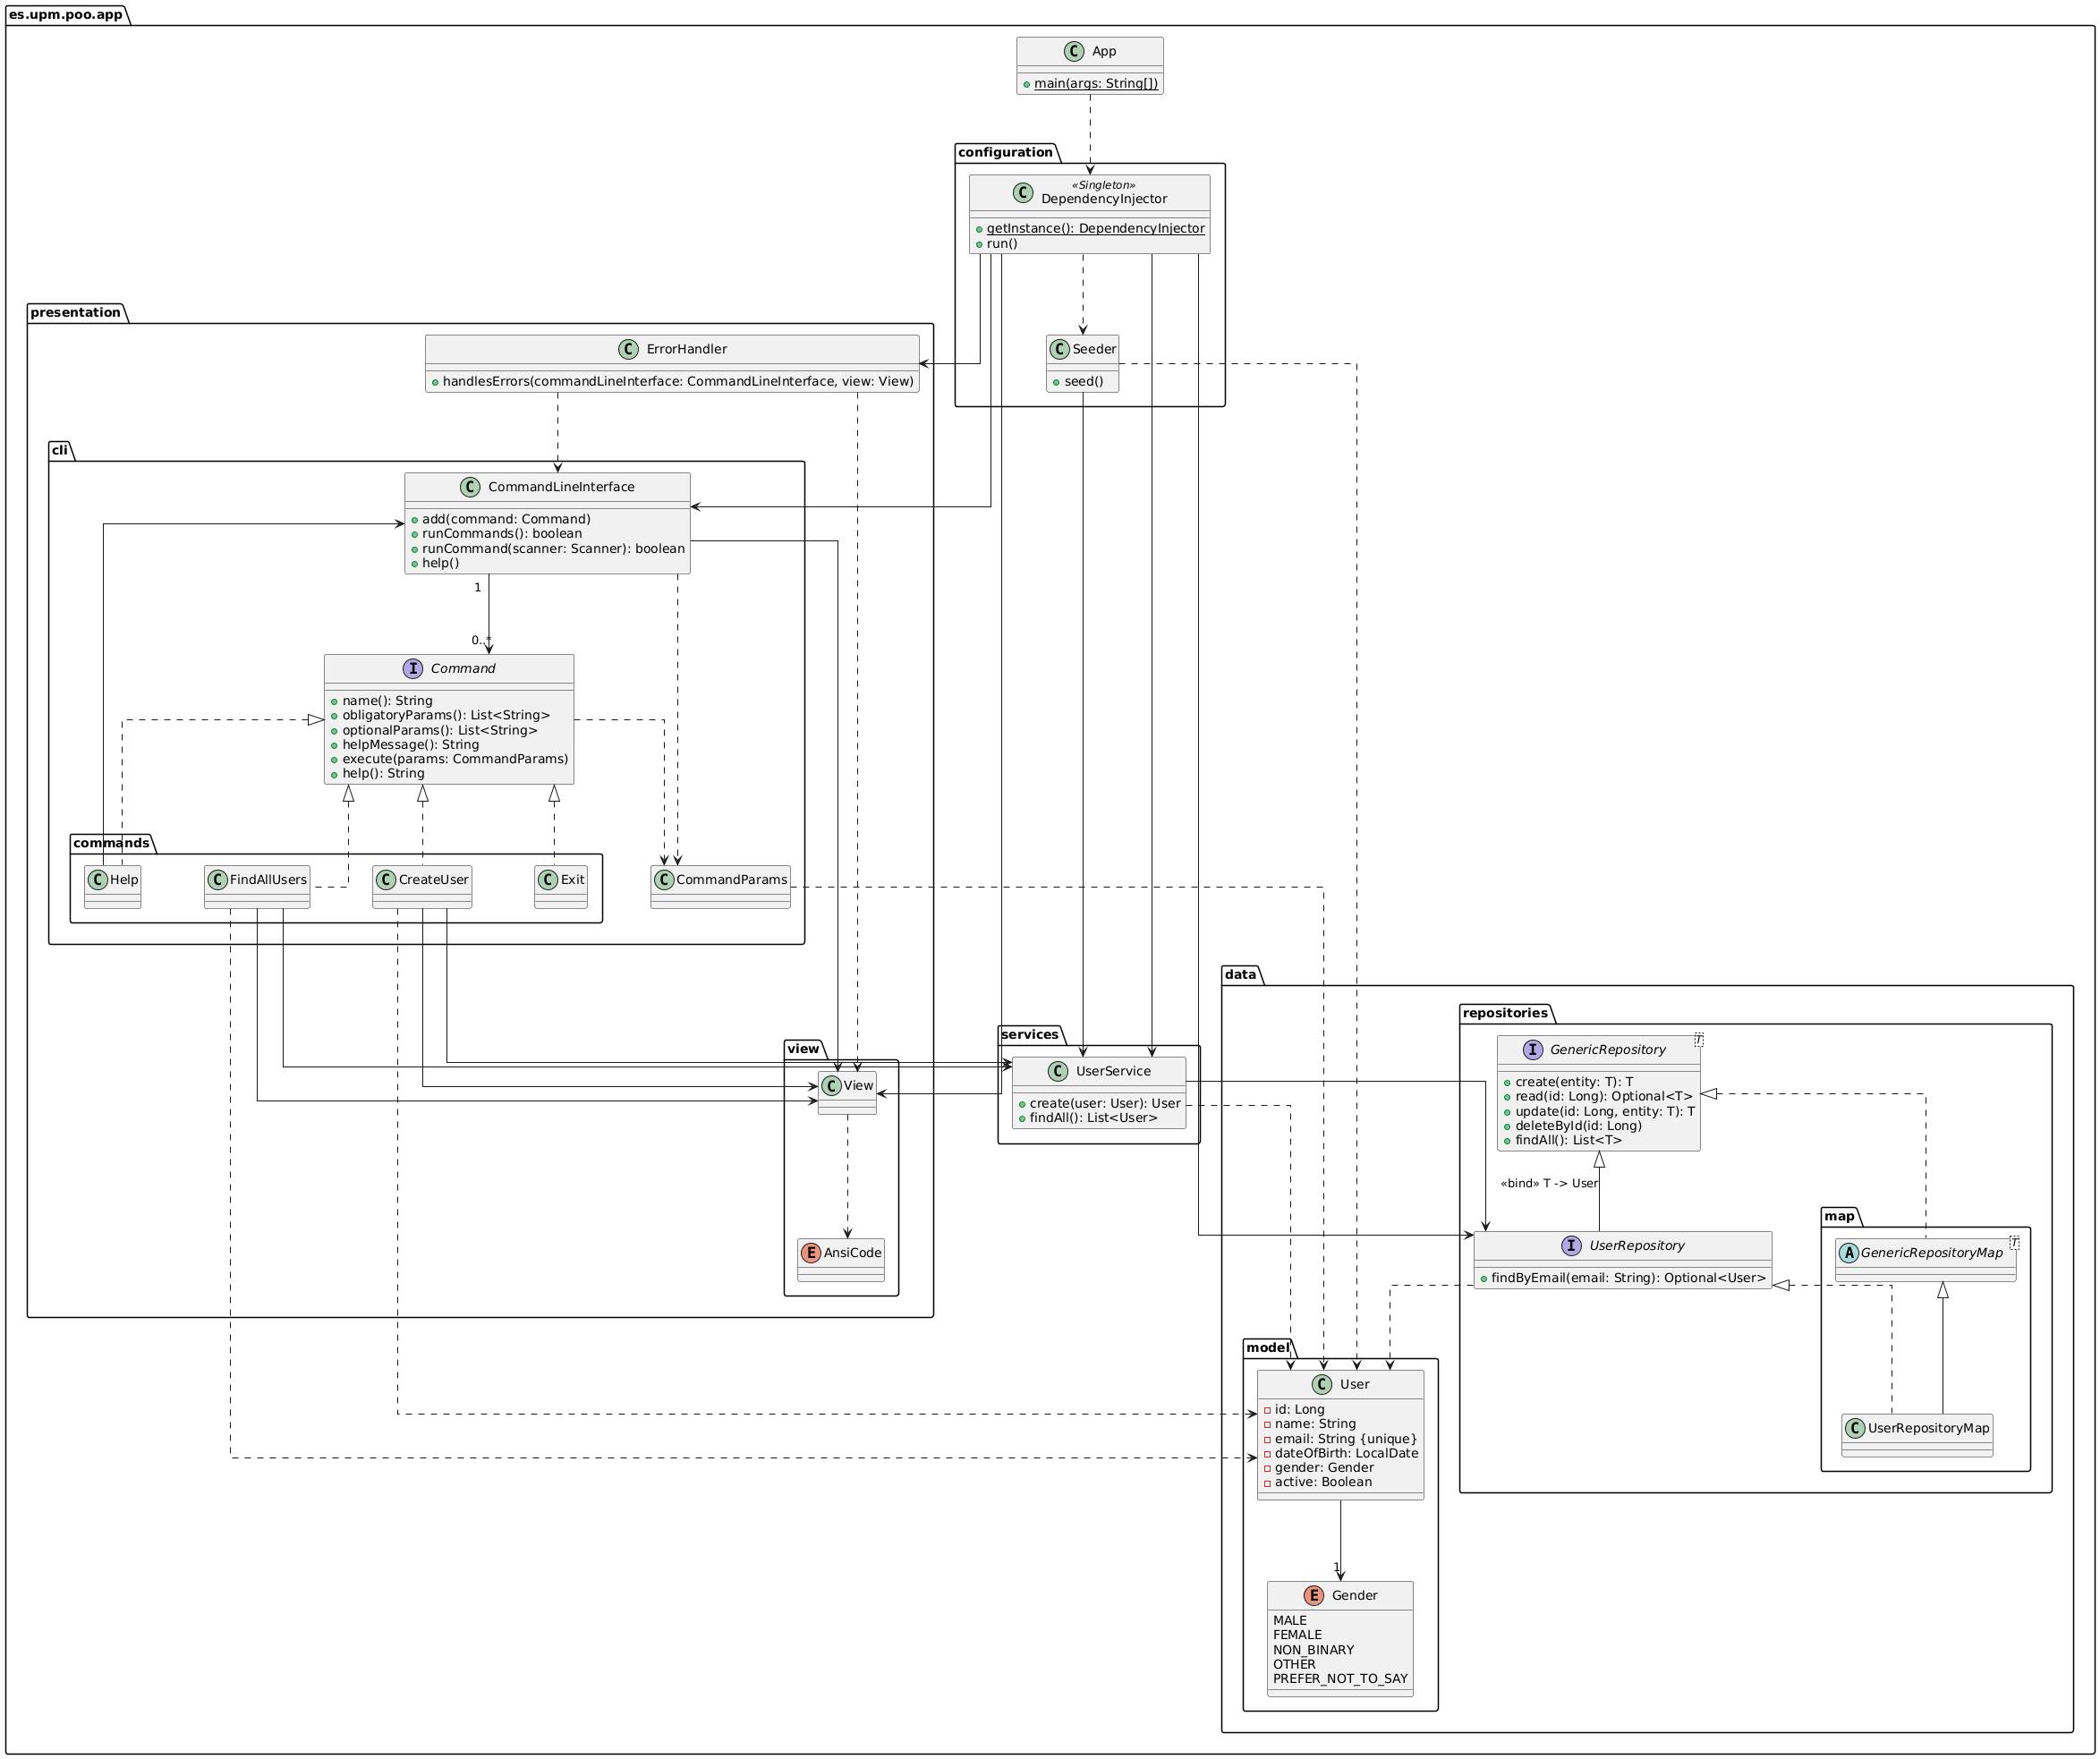 es.upm.poo.app
C App
main(args: String[])
configuration
«Singleton»
C DependencyInjector
getInstance(): DependencyInjector
run()
presentation
C ErrorHandler
handlesErrors(commandLineInterface: CommandLineInterface, view: View)
C Seeder
seed()
cli
C CommandLineInterface
add(command: Command)
runCommands(): boolean
runCommand(scanner: Scanner): boolean
help()
1
0..*
I Command
name(): String
obligatoryParams(): List<String>
optionalParams(): List<String>
helpMessage(): String
execute(params: CommandParams)
help(): String
commands
C Help
C FindAllUsers
C CreateUser
C Exit
C CommandParams
data
repositories
services
view
I GenericRepository T
create(entity: T): T
read(id: Long): Optional<T>
update(id: Long, entity: T): T
deleteById(id: Long)
findAll(): List<T>
C View
C UserService
create(user: User): User
findAll(): List<User>
«bind» T -> User
map
E AnsiCode
I UserRepository
findByEmail(email: String): Optional<User>
A GenericRepositoryMap T
model
C User
id: Long
name: String
email: String {unique}
dateOfBirth: LocalDate
gender: Gender
active: Boolean
C UserRepositoryMap
1
E Gender
MALE
FEMALE
NON_BINARY
OTHER
PREFER_NOT_TO_SAY